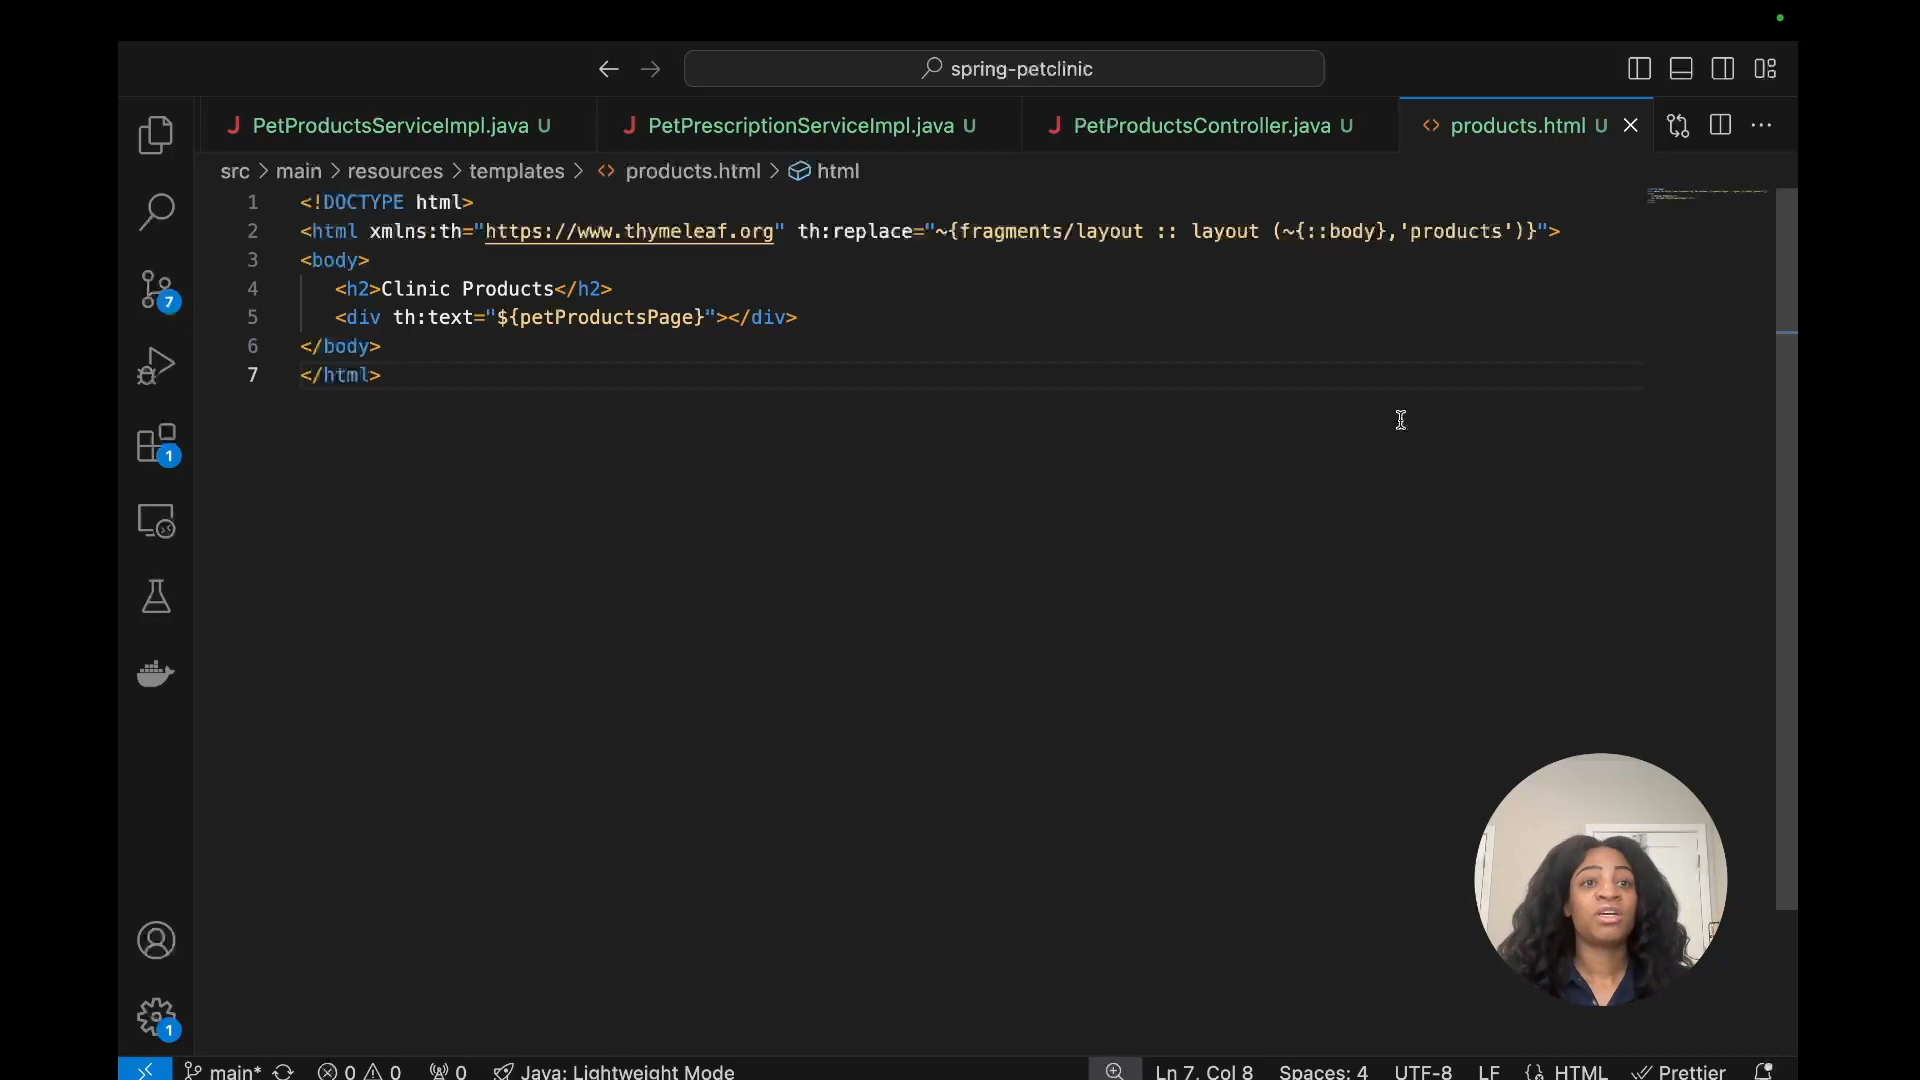 spring-petclinic
PetProductsServiceImpl.java U
PetPrescriptionServiceImpl.java U
PetProductsController.java U
products.html U
src > main > resources > templates > <> products.html > html
1 <!DOCTYPE html>
2 <html xmlns:th="https://www.thymeleaf.org" th:replace="~{fragments/layout :: layout (~{::body},'products')}">
3 <body>
4 <h2>Clinic Products</h2>
5 <div th:text="${petProductsPage}"></div>
6 </body>
7 </html>
7
1
1
main* 0 0 0 Java: Lightweight Mode Ln 7, Col 8 Spaces: 4 UTF-8 LF {} HTML Prettier